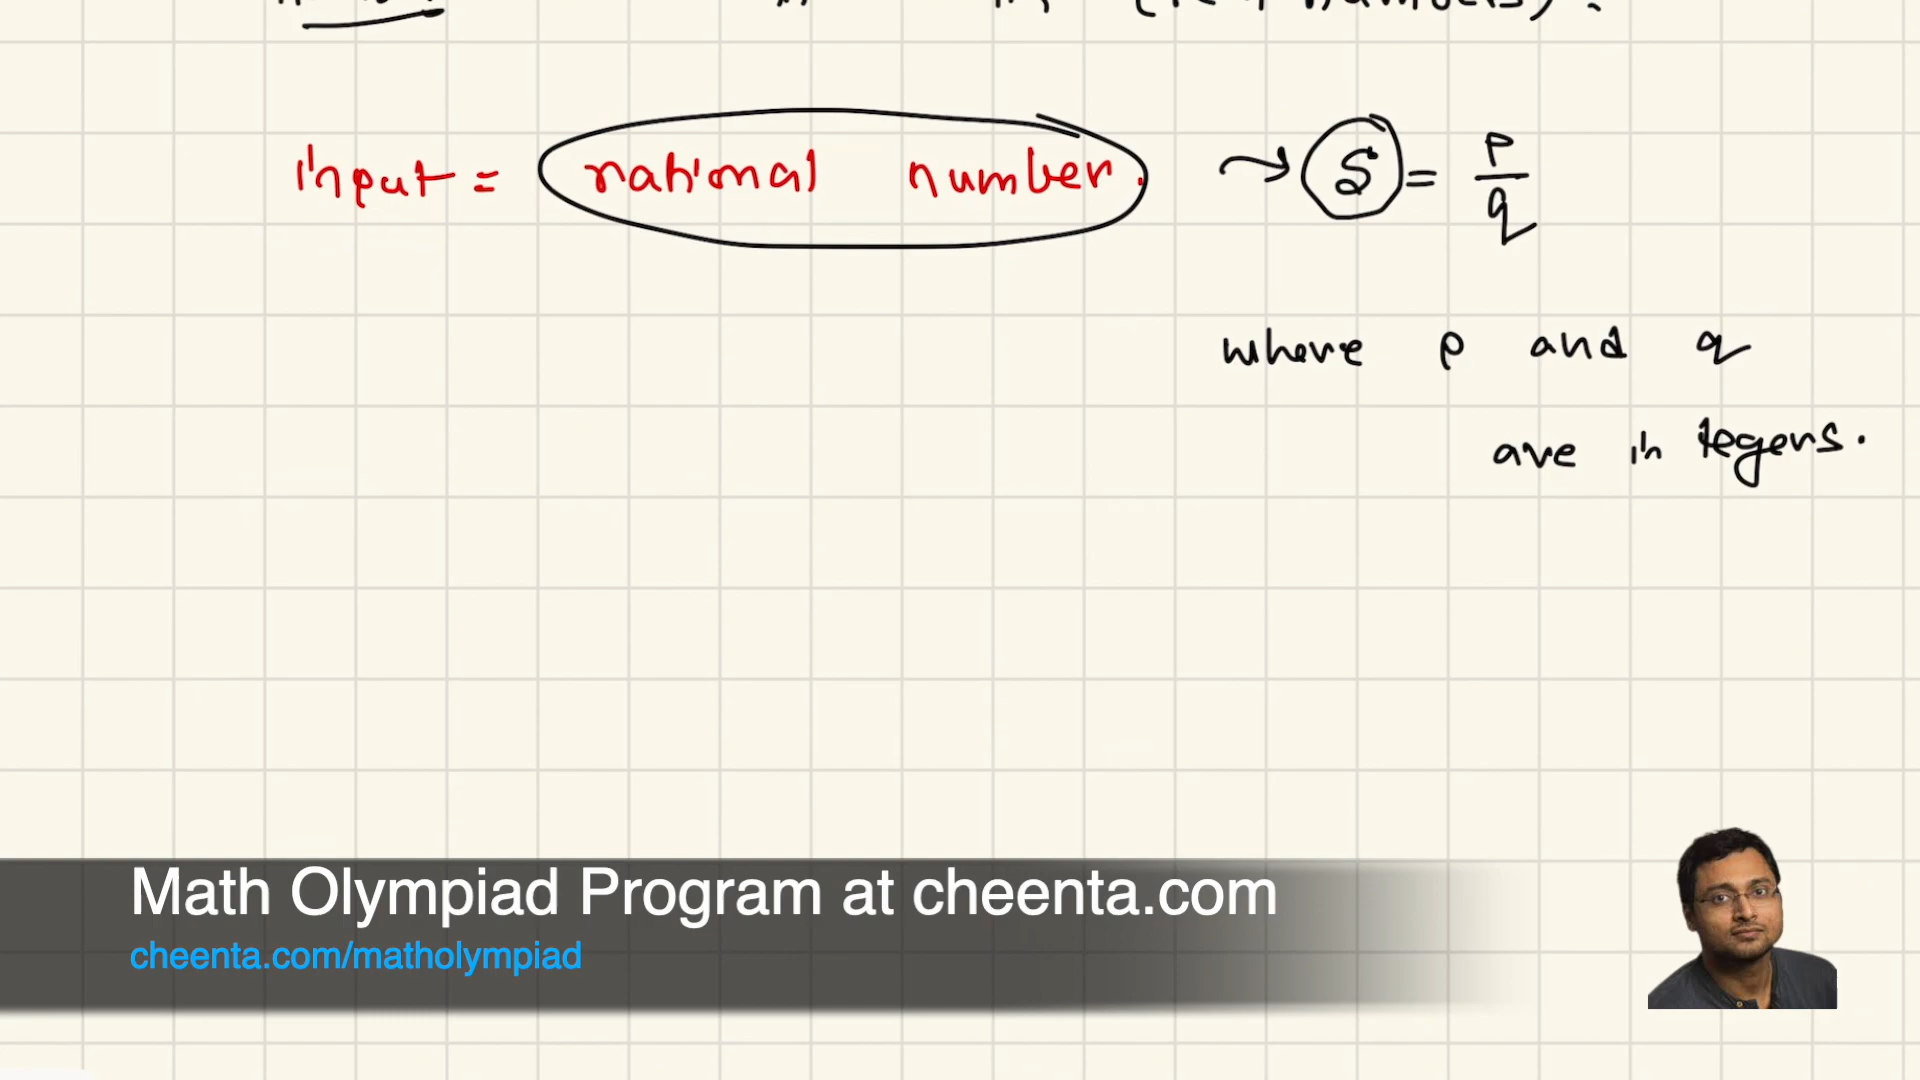 input = rational number. → S = p/q
where p and q
are integers.
Math Olympiad Program at cheenta.com
cheenta.com/matholympiad